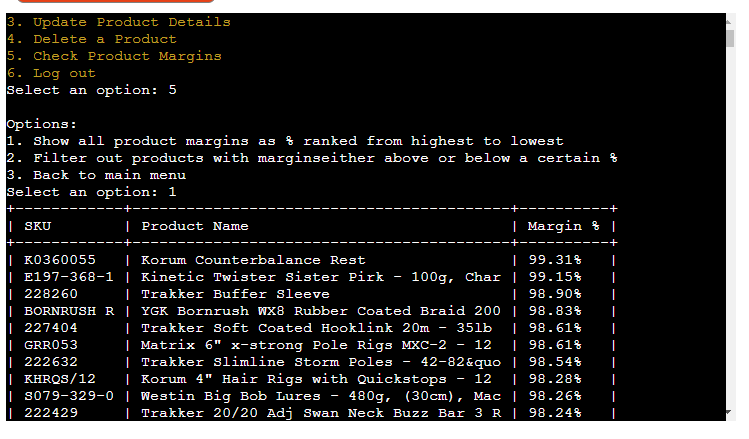 3. Update Product Details
4. Delete a Product
5. Check Product Margins
6. Log out
Select an option: 5
Options:
1. Show all product margins as % ranked from highest to lowest
2. Filter out products with marginseither above or below a certain %
3. Back to main menu
Select an option: 1
+------------+------------------------------------------+----------+
| SKU | Product Name | Margin % |
+------------+------------------------------------------+----------+
| K0360055 | Korum Counterbalance Rest | 99.31% |
| E197-368-1 | Kinetic Twister Sister Pirk - 100g, Char | 99.15% |
| 228260 | Trakker Buffer Sleeve | 98.90% |
| BORNRUSH R | YGK Bornrush WX8 Rubber Coated Braid 200 | 98.83% |
| 227404 | Trakker Soft Coated Hooklink 20m - 35lb | 98.61% |
| GRR053 | Matrix 6" x-strong Pole Rigs MXC-2 - 12 | 98.61% |
| 222632 | Trakker Slimline Storm Poles - 42-82&quo | 98.54% |
| KHRQS/12 | Korum 4" Hair Rigs with Quickstops - 12 | 98.28% |
| S079-329-0 | Westin Big Bob Lures - 480g, (30cm), Mac | 98.26% |
| 222429 | Trakker 20/20 Adj Swan Neck Buzz Bar 3 R | 98.24% |